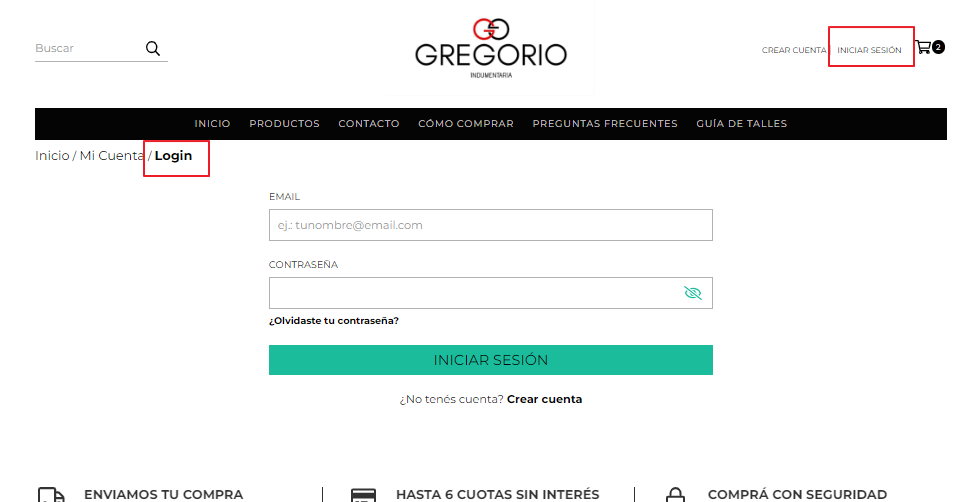 Buscar
GREGORIO
INDUMENTARIA
CREAR CUENTA
INICIAR SESIÓN
2
INICIO PRODUCTOS CONTACTO CÓMO COMPRAR PREGUNTAS FRECUENTES GUÍA DE TALLES
Inicio / Mi Cuenta / Login
EMAIL
ej.: tunombre@email.com
CONTRASEÑA
¿Olvidaste tu contraseña?
INICIAR SESIÓN
¿No tenés cuenta? Crear cuenta
ENVIAMOS TU COMPRA
HASTA 6 CUOTAS SIN INTERÉS
COMPRÁ CON SEGURIDAD